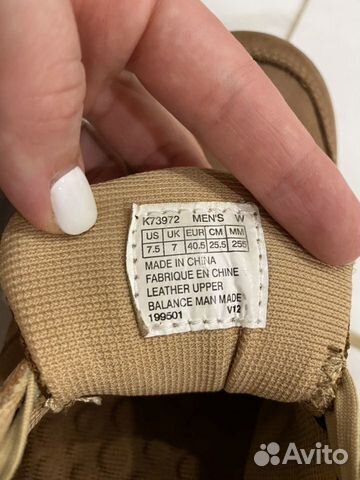 K73972 MEN'S W
US UK EUR CM MM
7.5 7 40.5 25.5 255
MADE IN CHINA
FABRIQUE EN CHINE
LEATHER UPPER
BALANCE MAN MADE
199501 V12
Avito